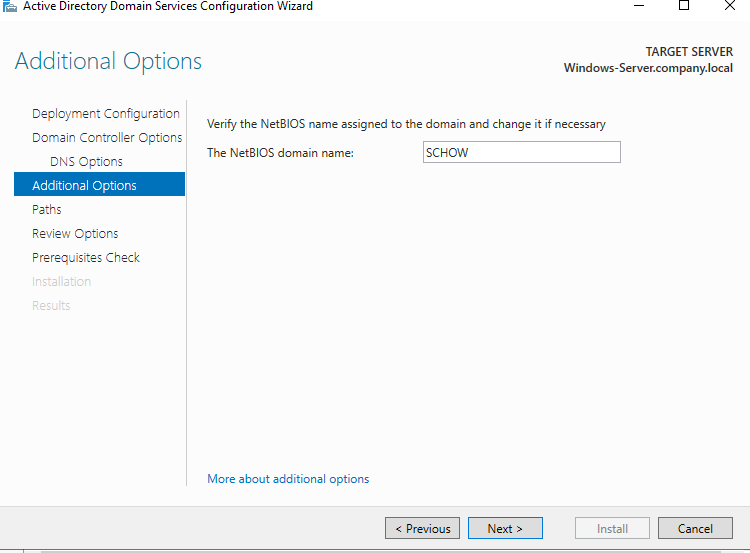 Active Directory Domain Services Configuration Wizard
Additional Options
TARGET SERVER
Windows-Server.company.local
Deployment Configuration
Domain Controller Options
DNS Options
Additional Options
Paths
Review Options
Prerequisites Check
Installation
Results
Verify the NetBIOS name assigned to the domain and change it if necessary
The NetBIOS domain name: SCHOW
More about additional options
< Previous Next > Install Cancel